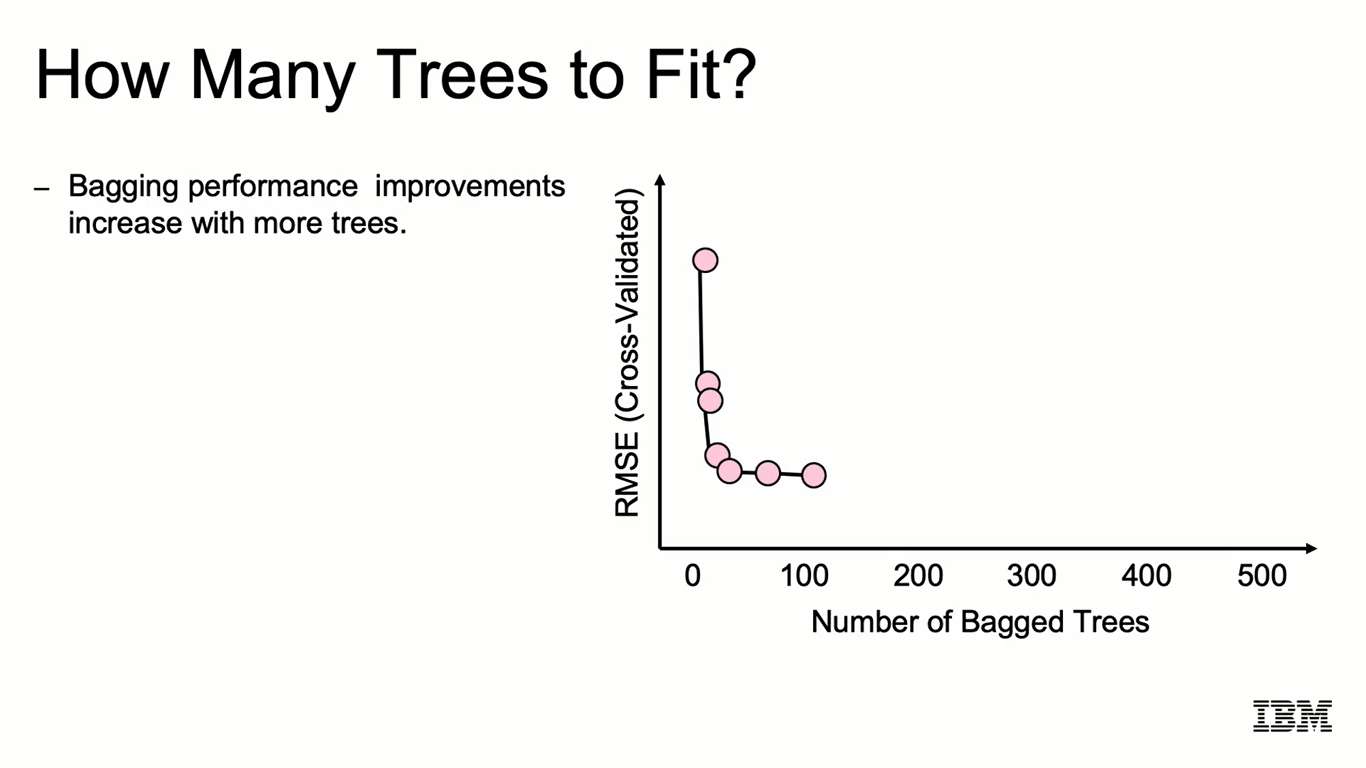 How Many Trees to Fit?
– Bagging performance improvements
increase with more trees.
RMSE (Cross-Validated)
0 100 200 300 400 500
Number of Bagged Trees
IBM